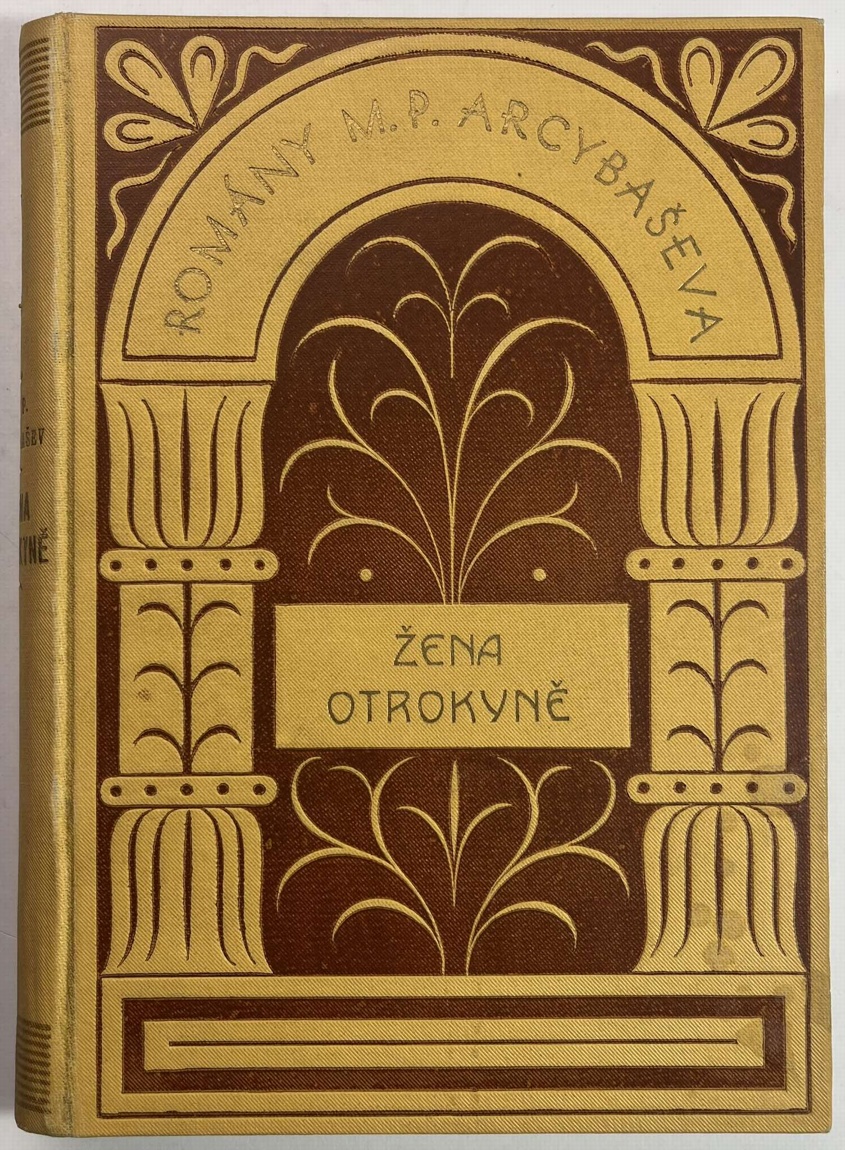 ROMÁNY M. P. ARCYBAŠEVA
ŽENA
OTROKYNĚ